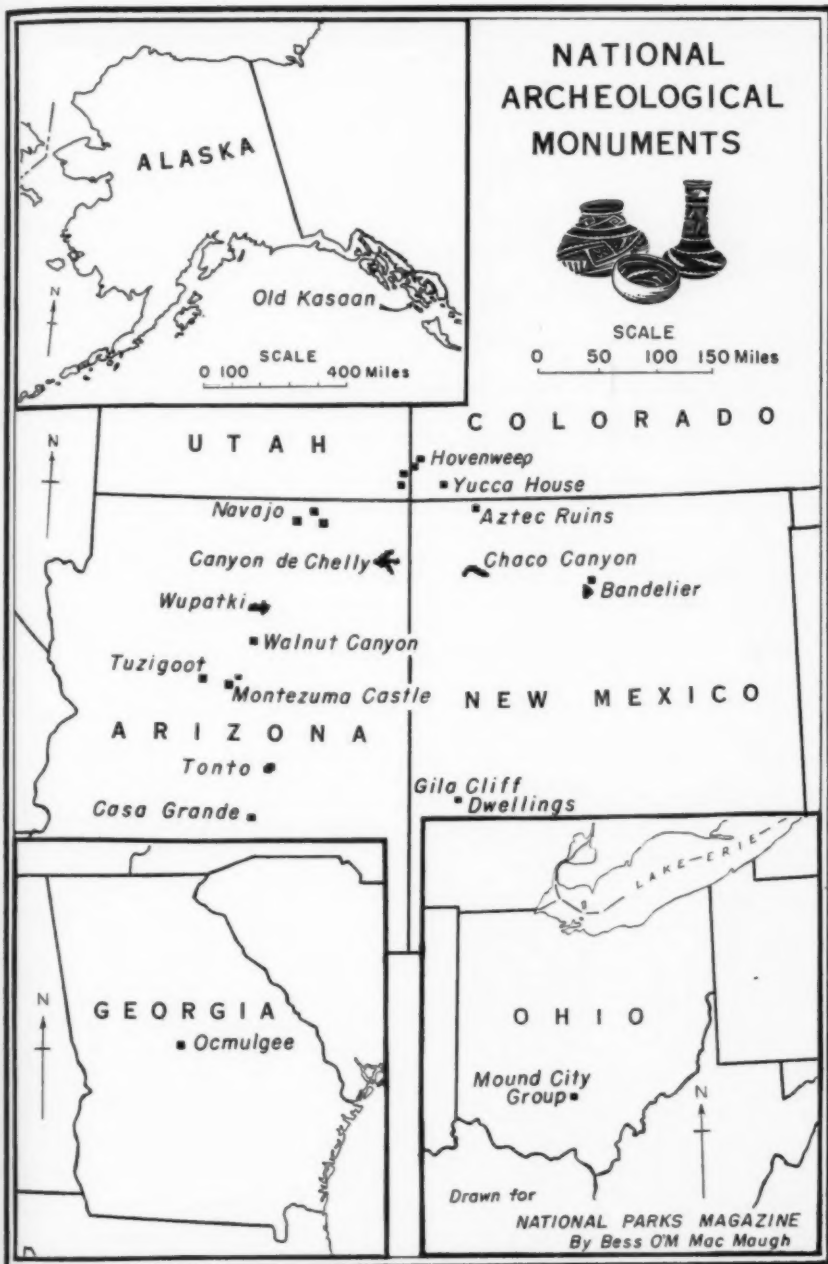 NATIONAL
ARCHEOLOGICAL
MONUMENTS
SCALE
0 50 100 150 Miles
ALASKA
N
Old Kasaan
SCALE
0 100 400 Miles
N
UTAH
COLORADO
Hovenweep
Yucca House
Navajo
Aztec Ruins
Canyon de Chelly
Chaco Canyon
Bandelier
Wupatki
Walnut Canyon
Tuzigoot
Montezuma Castle
NEW MEXICO
ARIZONA
Tonto
Gila Cliff
Dwellings
Casa Grande
N
GEORGIA
Ocmulgee
LAKE ERIE
OHIO
Mound City
Group
N
Drawn for
NATIONAL PARKS MAGAZINE
By Bess O'M Mac Maugh